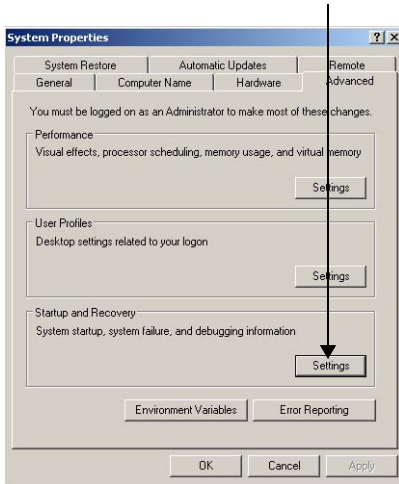 System Properties
System Restore Automatic Updates Remote
General Computer Name Hardware Advanced
You must be logged on as an Administrator to make most of these changes.
Performance
Visual effects, processor scheduling, memory usage, and virtual memory
Settings
User Profiles
Desktop settings related to your logon
Settings
Startup and Recovery
System startup, system failure, and debugging information
Settings
Environment Variables Error Reporting
OK Cancel Apply